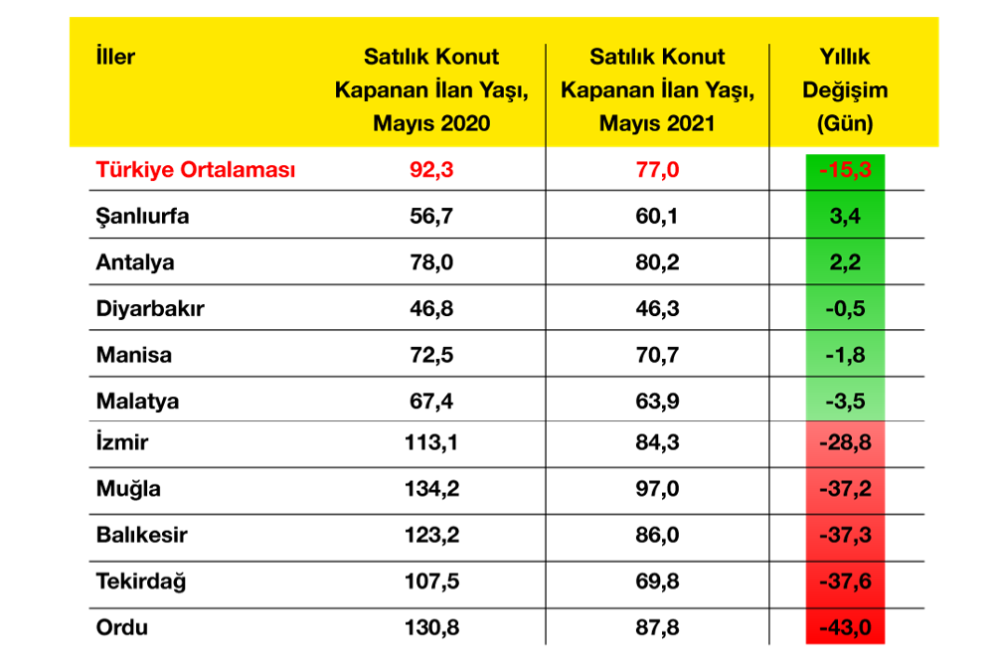 İller Satılık Konut Kapanan İlan Yaşı, Mayıs 2020 Satılık Konut Kapanan İlan Yaşı, Mayıs 2021 Yıllık Değişim (Gün)
Türkiye Ortalaması 92,3 77,0 -15,3
Şanlıurfa 56,7 60,1 3,4
Antalya 78,0 80,2 2,2
Diyarbakır 46,8 46,3 -0,5
Manisa 72,5 70,7 -1,8
Malatya 67,4 63,9 -3,5
İzmir 113,1 84,3 -28,8
Muğla 134,2 97,0 -37,2
Balıkesir 123,2 86,0 -37,3
Tekirdağ 107,5 69,8 -37,6
Ordu 130,8 87,8 -43,0